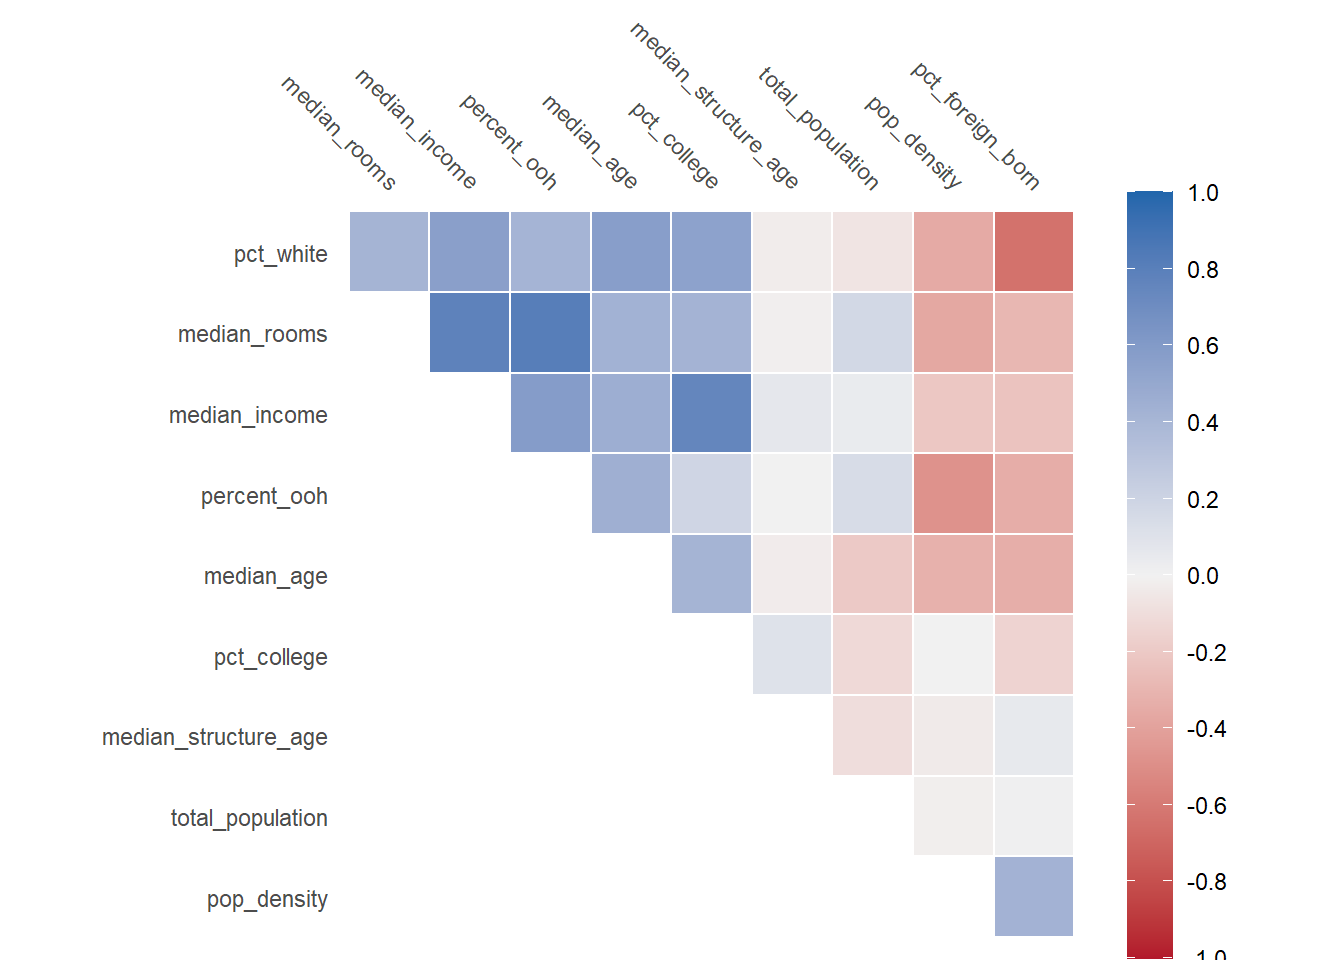 median_rooms
median_income
percent_ooh
median_age
pct_college
median_structure_age
total_population
pop_density
pct_foreign_born
pct_white
median_rooms
median_income
percent_ooh
median_age
pct_college
median_structure_age
total_population
pop_density
1.0
0.8
0.6
0.4
0.2
0.0
-0.2
-0.4
-0.6
-0.8
-1.0